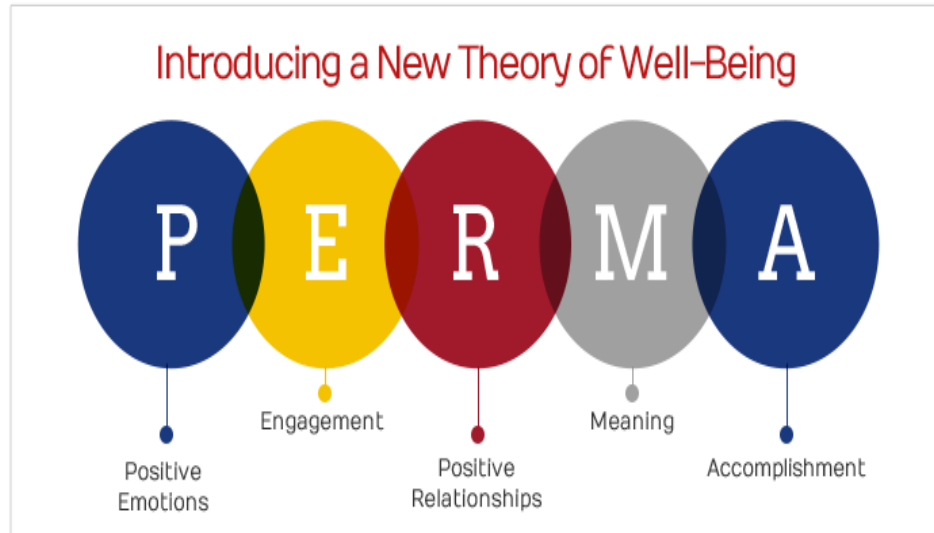 Introducing a New Theory of Well-Being
P E R M A
Engagement
Meaning
Positive
Emotions
Positive
Relationships
Accomplishment